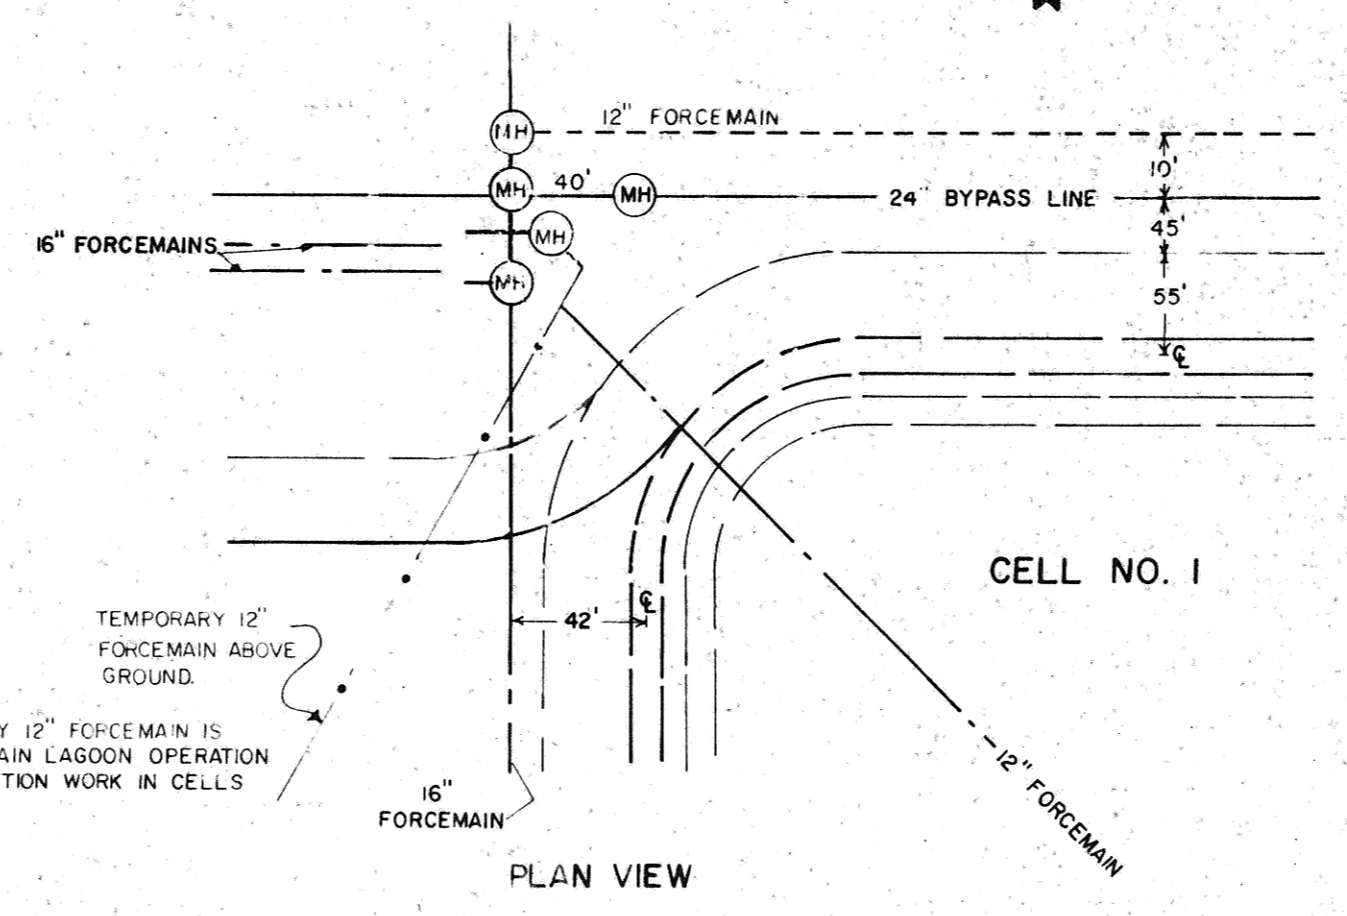 12" FORCEMAIN
MH
10'
MH
40'
MH
24" BYPASS LINE
45'
16" FORCEMAINS
MH
MH
55'
℄
CELL NO. 1
℄
42'
TEMPORARY 12"
FORCEMAIN ABOVE
GROUND.
Y 12" FORCEMAIN IS
AIN LAGOON OPERATION
TION WORK IN CELLS
12" FORCEMAIN
16"
FORCEMAIN
PLAN VIEW